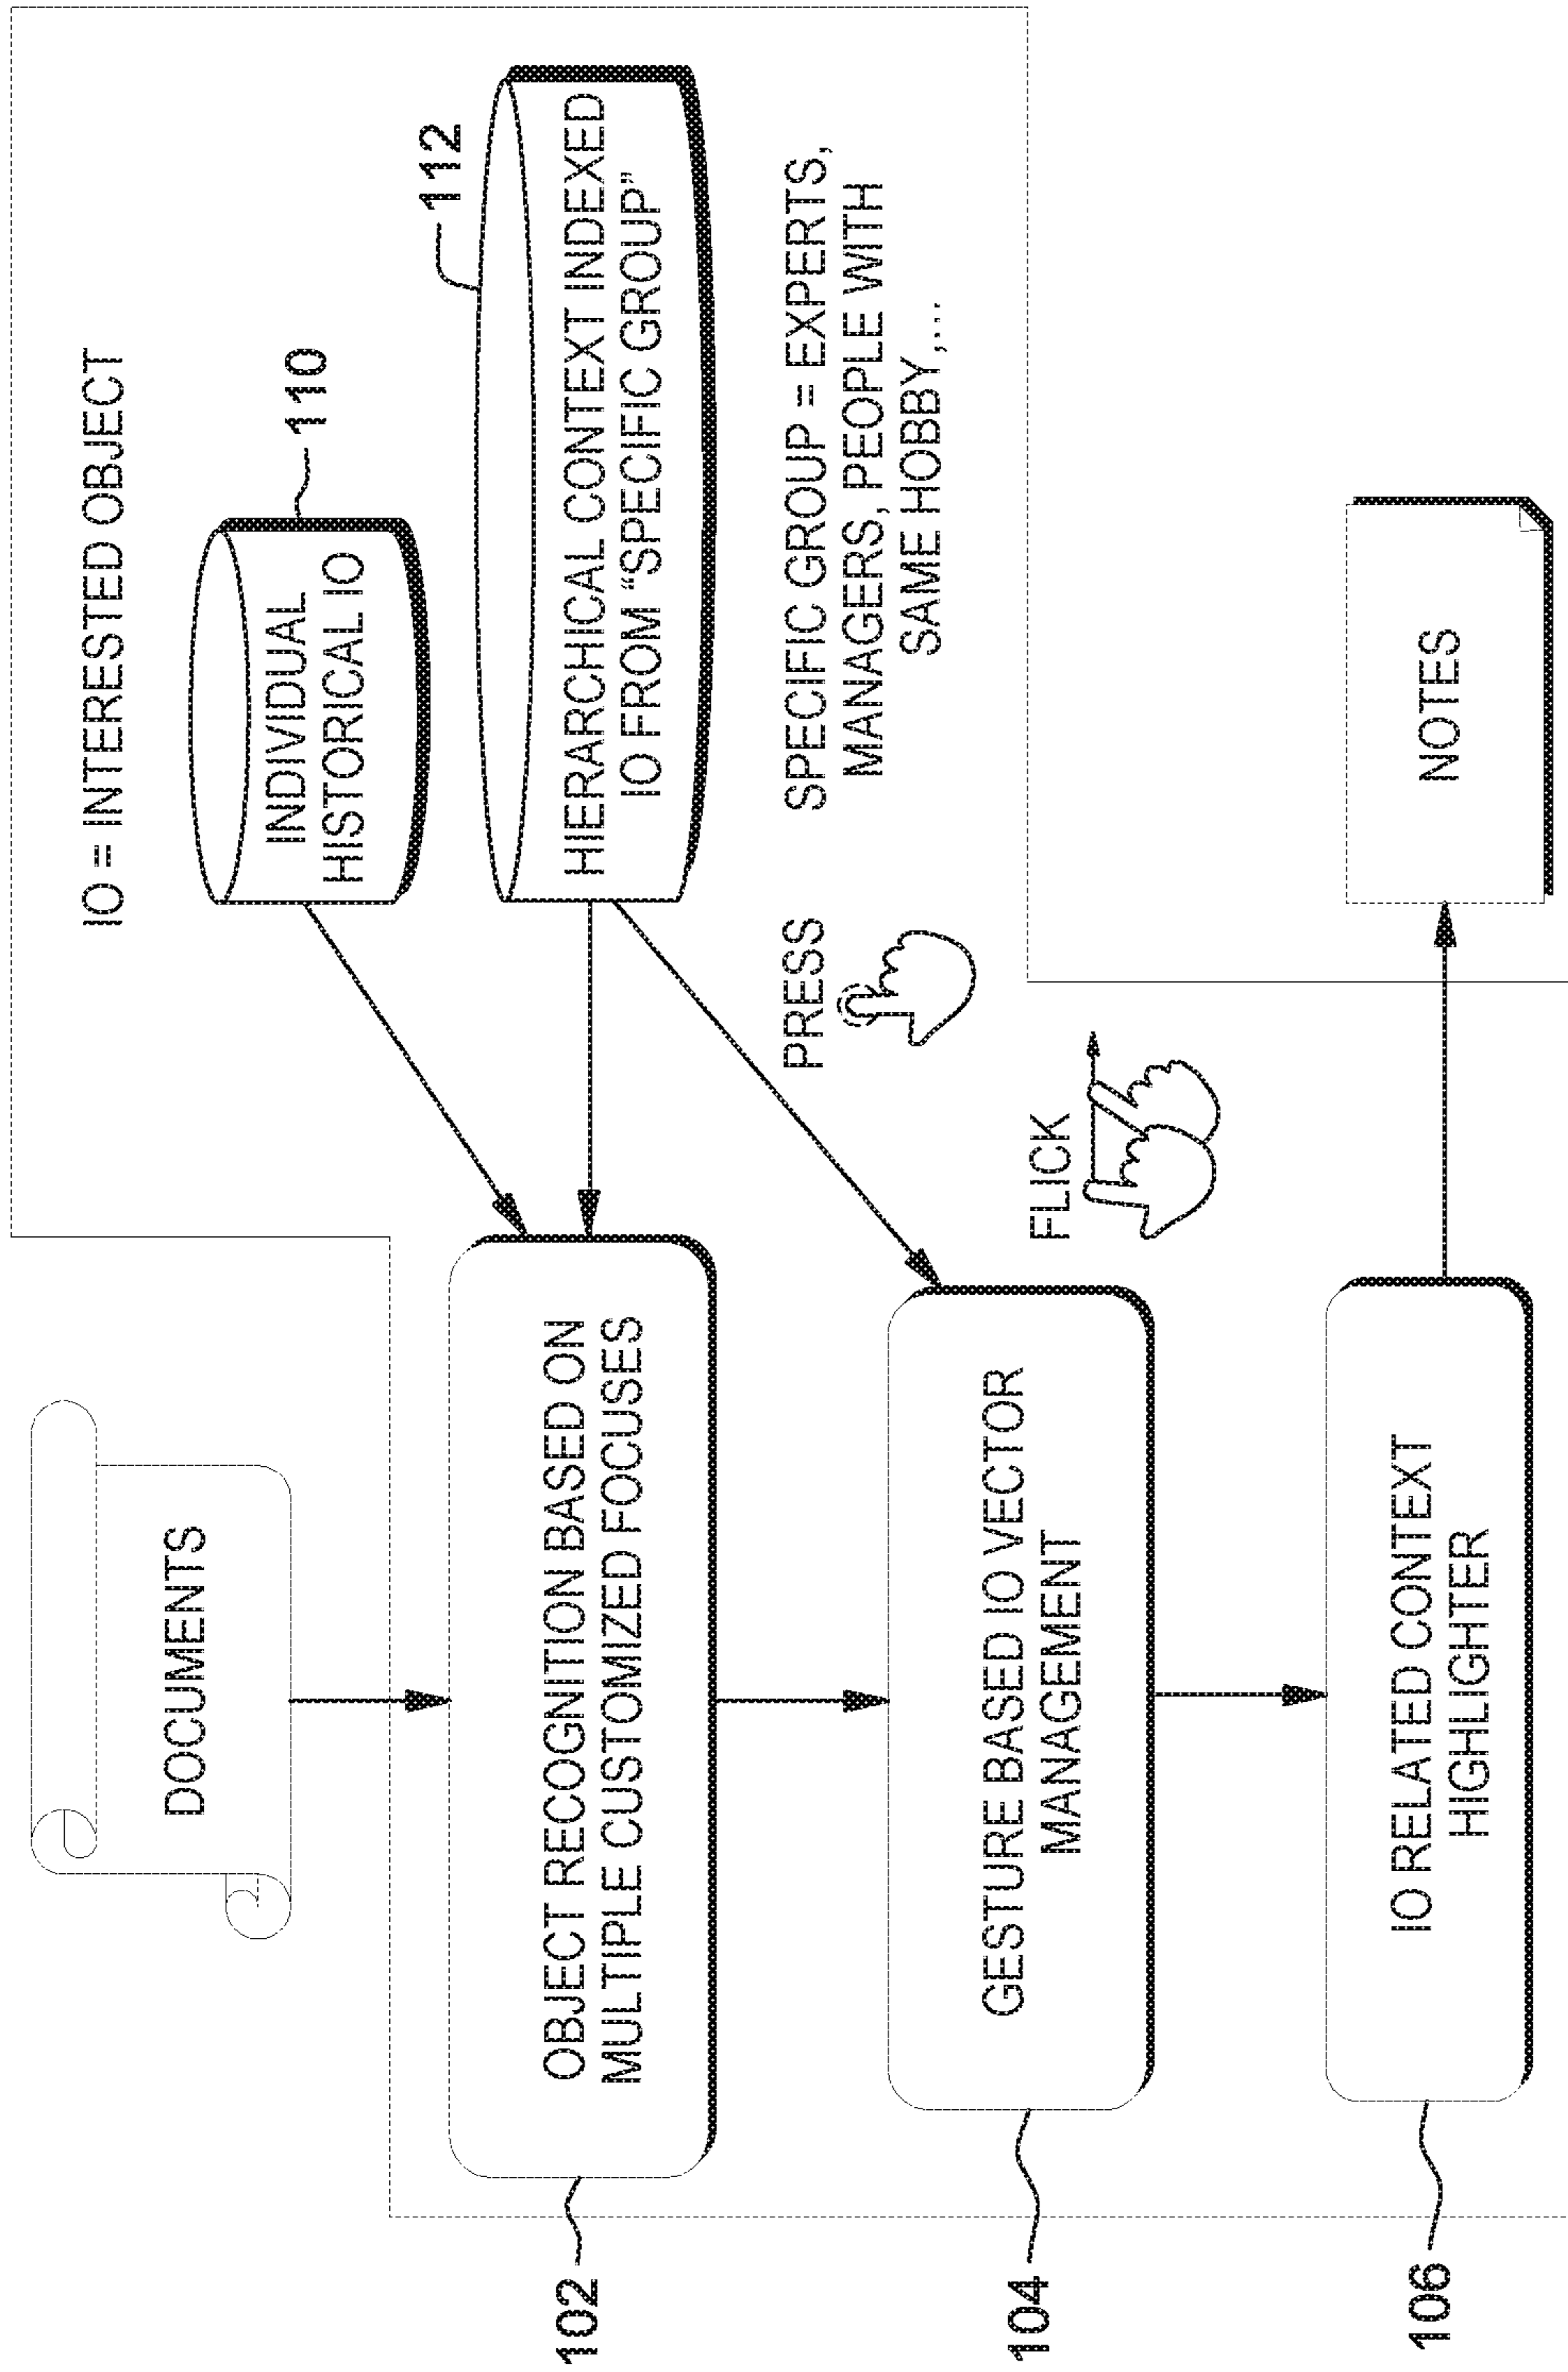 DOCUMENTS
IO = INTERESTED OBJECT
INDIVIDUAL
HISTORICAL IO
110
112
HIERARCHICAL CONTEXT INDEXED
IO FROM "SPECIFIC GROUP"
SPECIFIC GROUP = EXPERTS,
MANAGERS, PEOPLE WITH
SAME HOBBY,...
102
OBJECT RECOGNITION BASED ON
MULTIPLE CUSTOMIZED FOCUSES
PRESS
FLICK
104
GESTURE BASED IO VECTOR
MANAGEMENT
106
IO RELATED CONTEXT
HIGHLIGHTER
NOTES